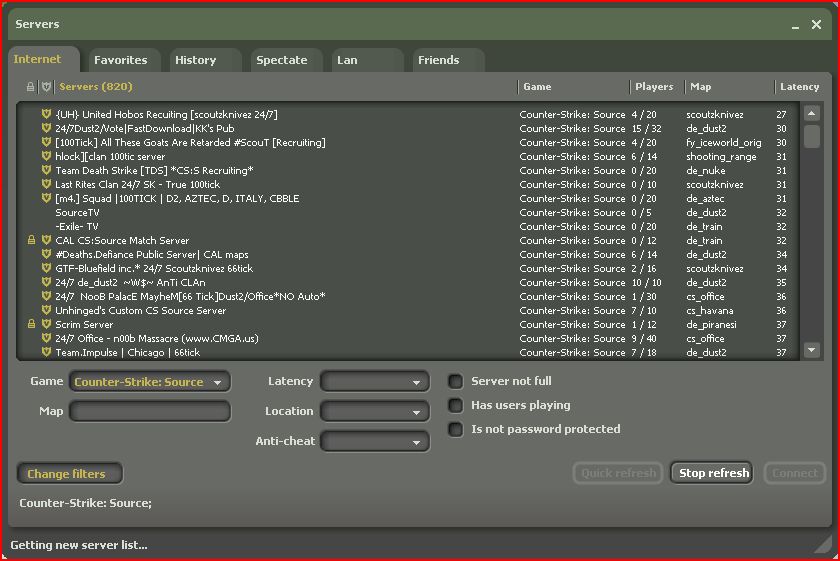 Servers
Internet Favorites History Spectate Lan Friends
Servers (820) Game Players Map Latency
{UH} United Hobos Recuiting [scoutzknivez 24/7] Counter-Strike: Source 4 / 20 scoutzknivez 27
24/7Dust2/Vote|FastDownload|KK's Pub Counter-Strike: Source 15 / 32 de_dust2 30
[100Tick] All These Goats Are Retarded #ScouT [Recruiting] Counter-Strike: Source 4 / 20 fy_iceworld_orig 30
hlock][clan 100tic server Counter-Strike: Source 6 / 14 shooting_range 31
Team Death Strike [TDS] *CS:S Recruiting* Counter-Strike: Source 0 / 20 de_nuke 31
Last Rites Clan 24/7 SK - True 100tick Counter-Strike: Source 0 / 10 scoutzknivez 31
[m4.] Squad |100TICK | D2, AZTEC, D, ITALY, CBBLE Counter-Strike: Source 0 / 20 de_aztec 31
SourceTV Counter-Strike: Source 0 / 5 de_dust2 32
-Exile- TV Counter-Strike: Source 0 / 20 de_train 32
CAL CS:Source Match Server Counter-Strike: Source 0 / 12 de_train 32
#Deaths.Defiance Public Server| CAL maps Counter-Strike: Source 6 / 14 de_dust2 34
GTF-Bluefield inc.* 24/7 Scoutzknivez 66tick Counter-Strike: Source 2 / 16 scoutzknivez 34
24/7 de_dust2 ~W$~ AnTi CLAn Counter-Strike: Source 10 / 10 de_dust2 35
24/7 NooB PalacE MayheM[66 Tick]Dust2/Office*NO Auto* Counter-Strike: Source 1 / 30 cs_office 36
Unhinged's Custom CS Source Server Counter-Strike: Source 7 / 10 cs_havana 36
Scrim Server Counter-Strike: Source 1 / 12 de_piranesi 37
24/7 Office - n00b Massacre (www.CMGA.us) Counter-Strike: Source 9 / 40 cs_office 37
Team.Impulse | Chicago | 66tick Counter-Strike: Source 7 / 18 de_dust2 37
Game Counter-Strike: Source Latency Server not full
Map Location Has users playing
Anti-cheat Is not password protected
Change filters Quick refresh Stop refresh Connect
Counter-Strike: Source;
Getting new server list...